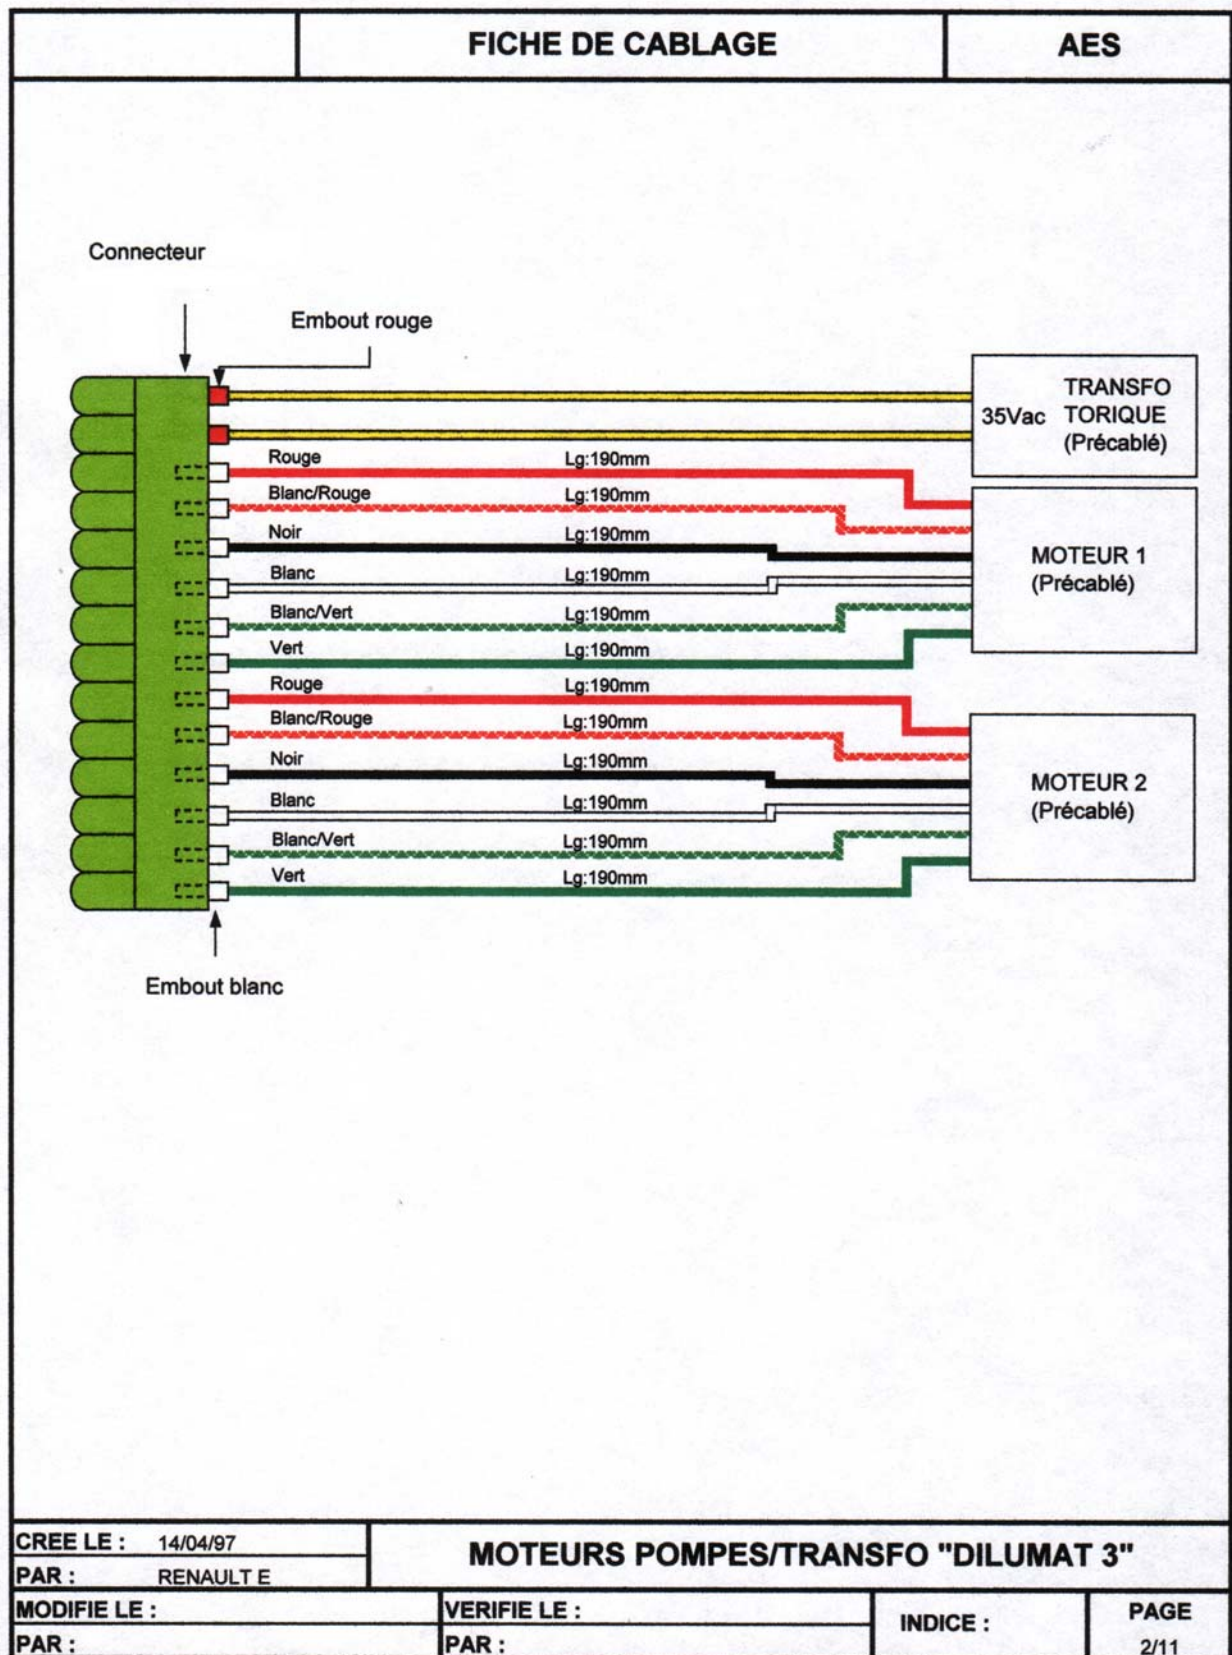 FICHE DE CABLAGE
AES
Connecteur
Embout rouge
TRANSFO
35Vac TORIQUE
(Précablé)
Rouge Lg:190mm
Blanc/Rouge Lg:190mm
Noir Lg:190mm
Blanc Lg:190mm
Blanc/Vert Lg:190mm
Vert Lg:190mm
MOTEUR 1
(Précablé)
Rouge Lg:190mm
Blanc/Rouge Lg:190mm
Noir Lg:190mm
Blanc Lg:190mm
Blanc/Vert Lg:190mm
Vert Lg:190mm
MOTEUR 2
(Précablé)
Embout blanc
CREE LE : 14/04/97
PAR : RENAULT E
MOTEURS POMPES/TRANSFO "DILUMAT 3"
MODIFIE LE :
PAR :
VERIFIE LE :
PAR :
INDICE :
PAGE
2/11